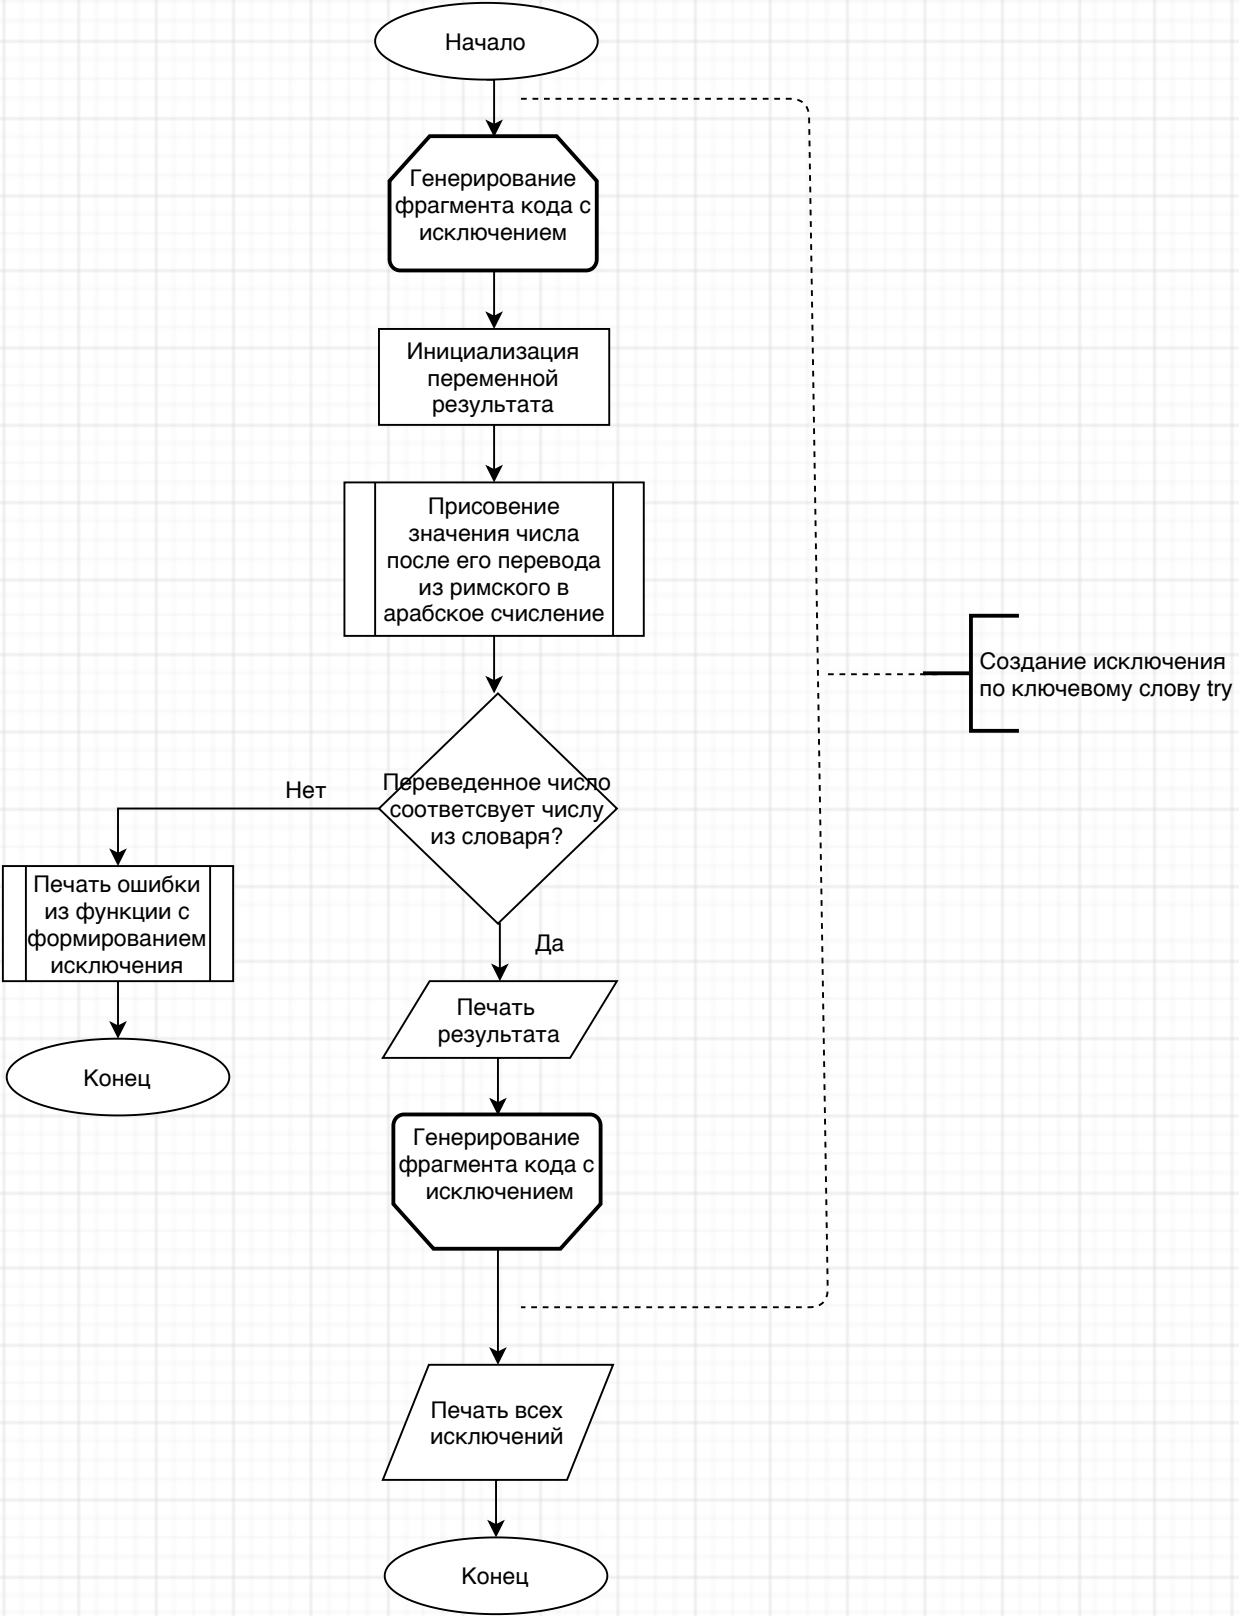 Начало
Генерирование
фрагмента кода с
исключением
Инициализация
переменной
результата
Присовение
значения числа
после его перевода
из римского в
арабское счисление
Создание исключения
по ключевому слову try
Переведенное число
соответсвует числу
из словаря?
Нет
Печать ошибки
из функции с
формированием
исключения
Конец
Да
Печать
результата
Генерирование
фрагмента кода с
исключением
Печать всех
исключений
Конец